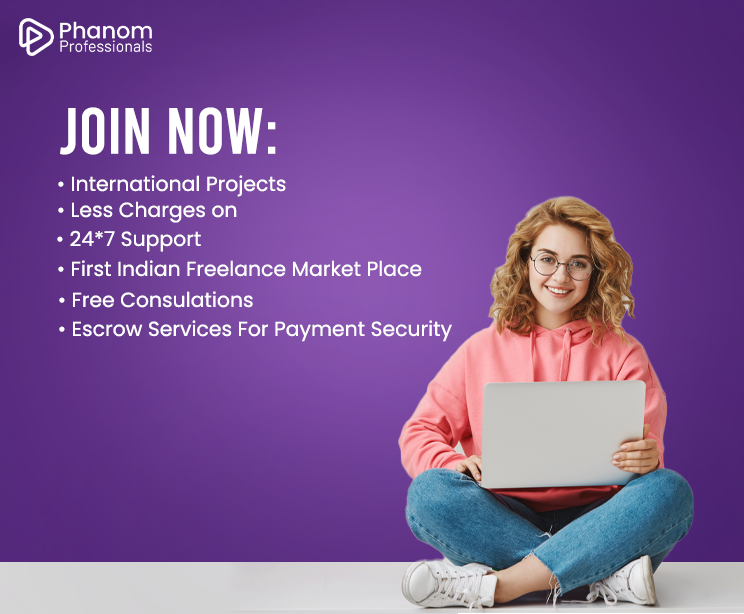 Phanom
Professionals
JOIN NOW:
• International Projects
• Less Charges on
• 24*7 Support
• First Indian Freelance Market Place
• Free Consulations
• Escrow Services For Payment Security